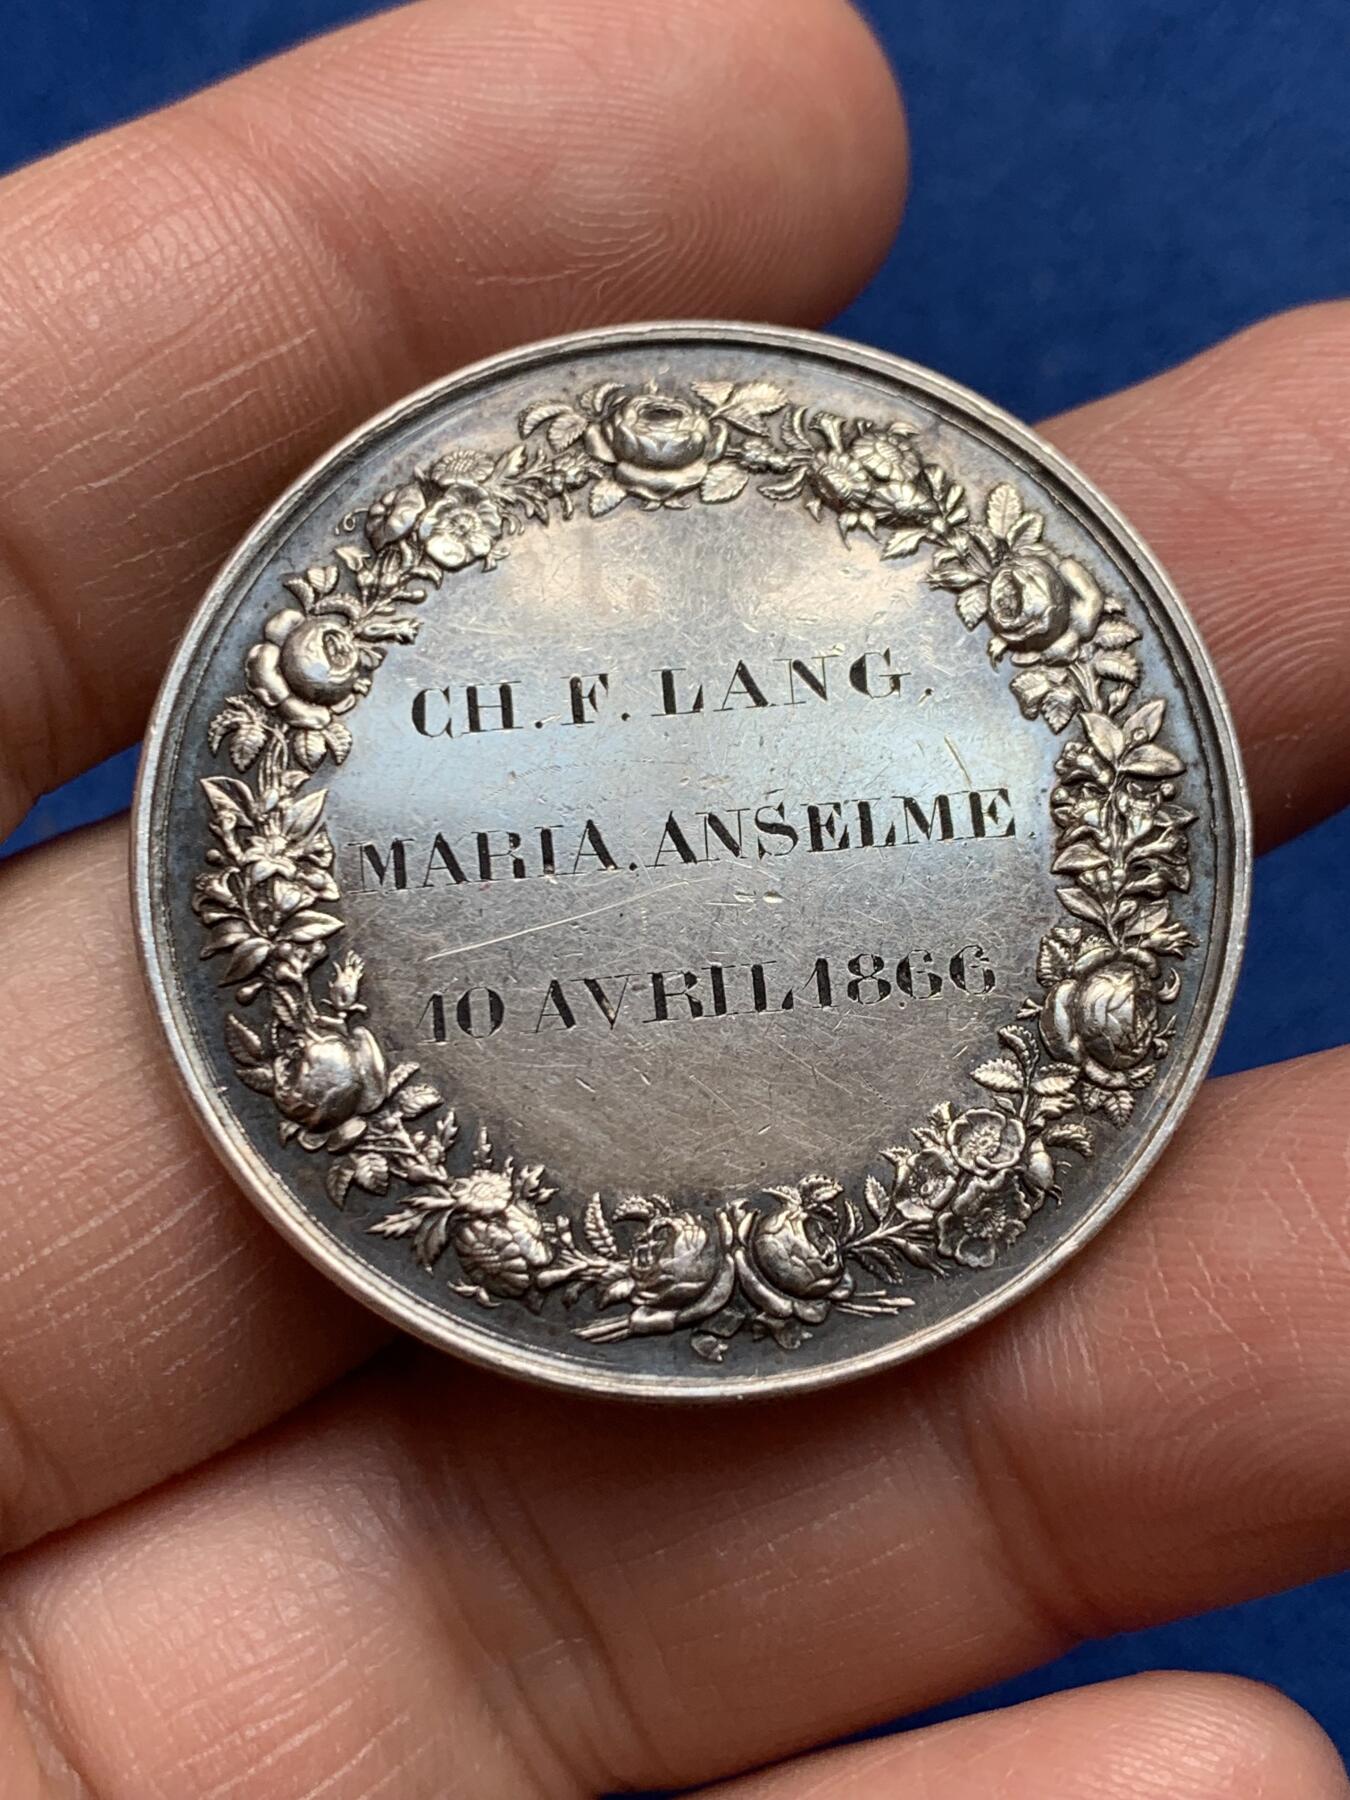 CH. F. LANG.
MARIA. ANSELME.
10 AVRIL 1866